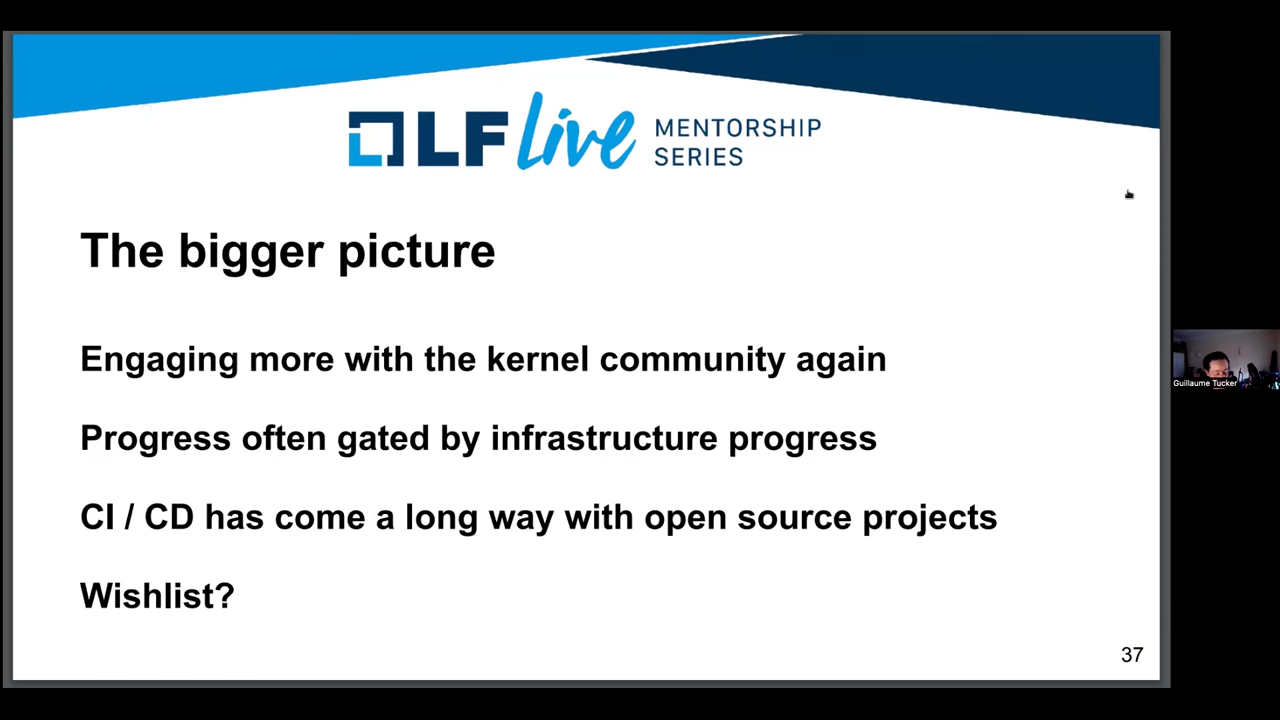 LF Live MENTORSHIP
SERIES
The bigger picture
Engaging more with the kernel community again
Progress often gated by infrastructure progress
CI / CD has come a long way with open source projects
Wishlist?
37
Guillaume Tucker